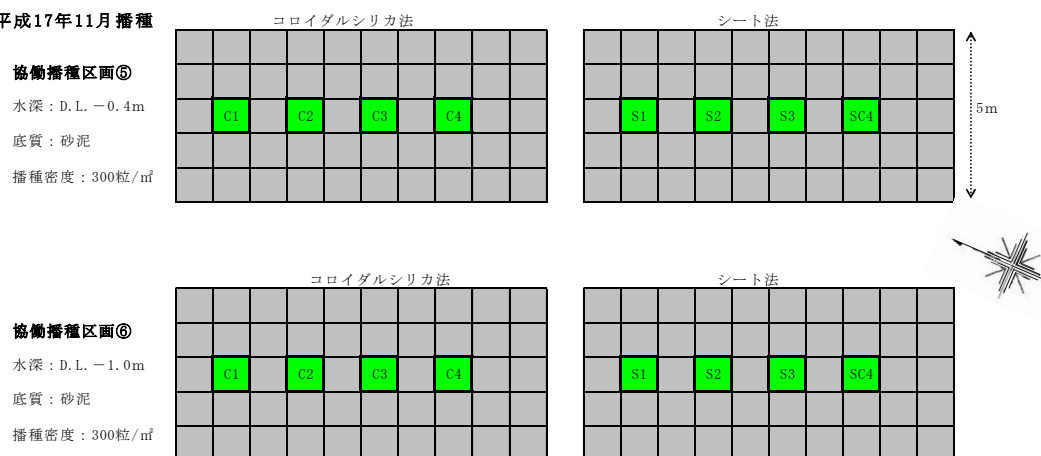 平成17年11月播種
コロイダルシリカ法
シート法
協働播種区画⑤
水深：D.L.－0.4m
底質：砂泥
播種密度：300粒/㎡
C1 C2 C3 C4
S1 S2 S3 SC4
5m
コロイダルシリカ法
シート法
協働播種区画⑥
水深：D.L.－1.0m
底質：砂泥
播種密度：300粒/㎡
C1 C2 C3 C4
S1 S2 S3 SC4